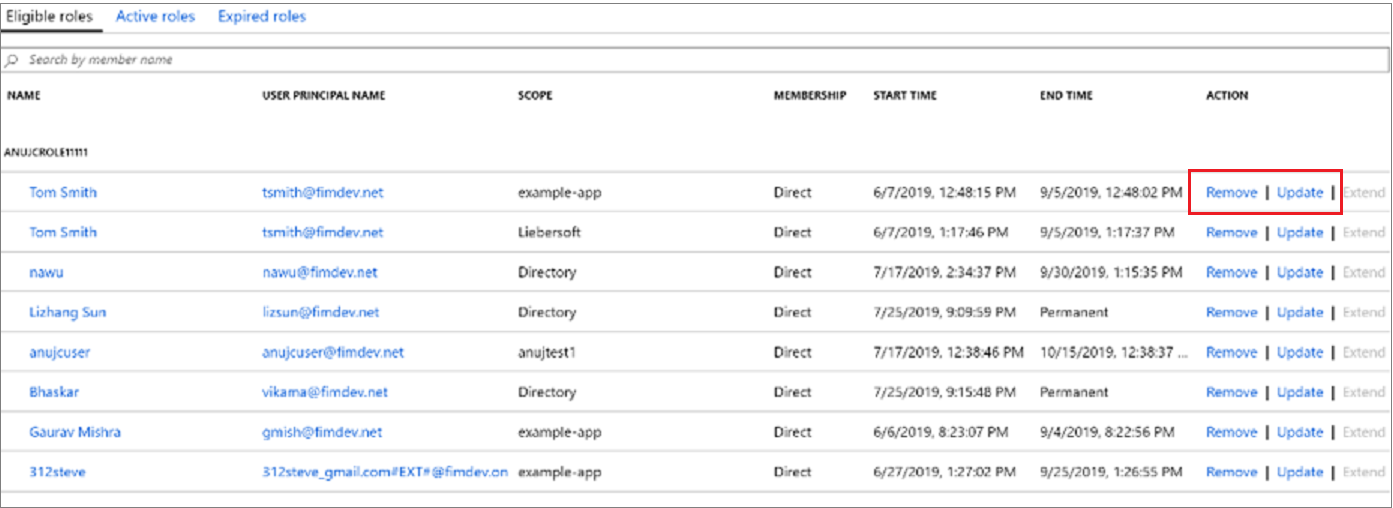 Eligible roles Active roles Expired roles
Search by member name
NAME USER PRINCIPAL NAME SCOPE MEMBERSHIP START TIME END TIME ACTION
ANUJCROLE11111
Tom Smith tsmith@fimdev.net example-app Direct 6/7/2019, 12:48:15 PM 9/5/2019, 12:48:02 PM Remove | Update | Extend
Tom Smith tsmith@fimdev.net Liebersoft Direct 6/7/2019, 1:17:46 PM 9/5/2019, 1:17:37 PM Remove | Update | Extend
nawu nawu@fimdev.net Directory Direct 7/17/2019, 2:34:37 PM 9/30/2019, 1:15:35 PM Remove | Update | Extend
Lizhang Sun lizsun@fimdev.net Directory Direct 7/25/2019, 9:09:59 PM Permanent Remove | Update | Extend
anujcuser anujcuser@fimdev.net anujtest1 Direct 7/17/2019, 12:38:46 PM 10/15/2019, 12:38:37 ... Remove | Update | Extend
Bhaskar vikama@fimdev.net Directory Direct 7/25/2019, 9:15:48 PM Permanent Remove | Update | Extend
Gaurav Mishra gmish@fimdev.net example-app Direct 6/6/2019, 8:23:07 PM 9/4/2019, 8:22:56 PM Remove | Update | Extend
312steve 312steve_gmail.com#EXT#@fimdev.on example-app Direct 6/27/2019, 1:27:02 PM 9/25/2019, 1:26:55 PM Remove | Update | Extend